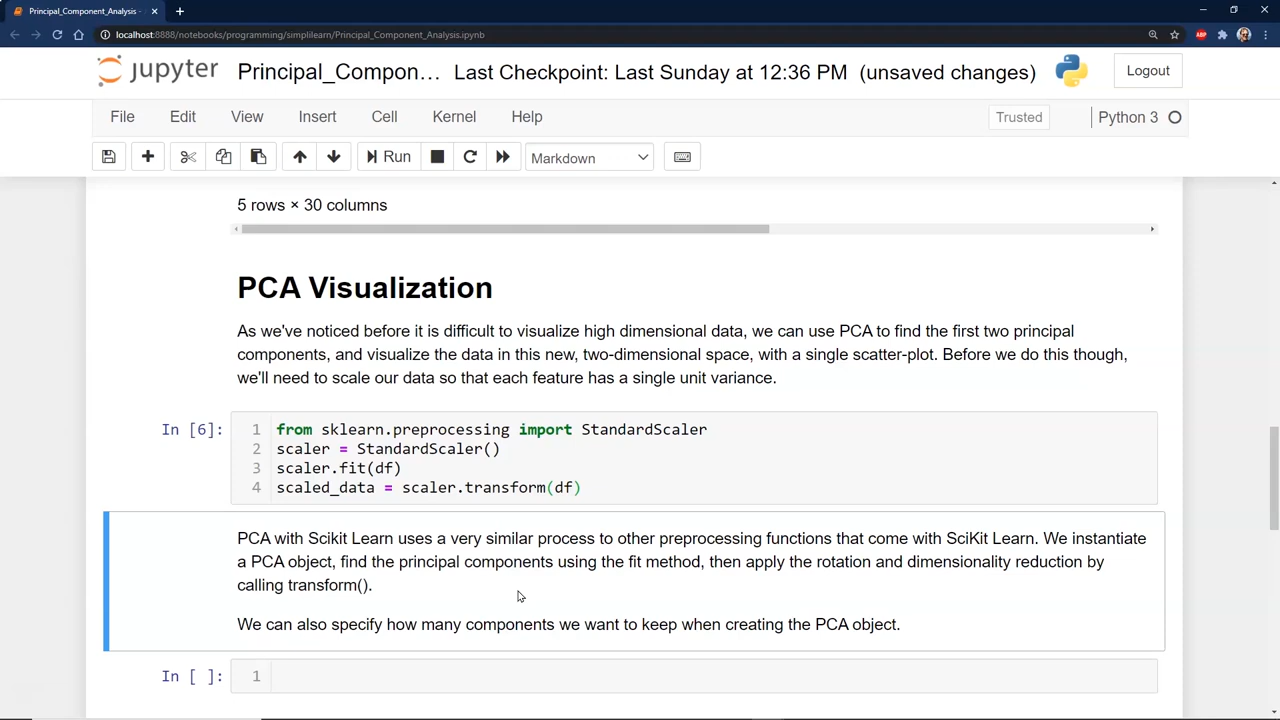 Principal_Component_Analysis -
localhost:8888/notebooks/programming/simplilearn/Principal_Component_Analysis.ipynb
ABP
jupyter Principal_Compon... Last Checkpoint: Last Sunday at 12:36 PM (unsaved changes) Logout
File Edit View Insert Cell Kernel Help Trusted Python 3
Run Markdown
5 rows × 30 columns
PCA Visualization
As we've noticed before it is difficult to visualize high dimensional data, we can use PCA to find the first two principal
components, and visualize the data in this new, two-dimensional space, with a single scatter-plot. Before we do this though,
we'll need to scale our data so that each feature has a single unit variance.
In [6]: 1 from sklearn.preprocessing import StandardScaler
2 scaler = StandardScaler()
3 scaler.fit(df)
4 scaled_data = scaler.transform(df)
PCA with Scikit Learn uses a very similar process to other preprocessing functions that come with SciKit Learn. We instantiate
a PCA object, find the principal components using the fit method, then apply the rotation and dimensionality reduction by
calling transform().
We can also specify how many components we want to keep when creating the PCA object.
In [ ]: 1